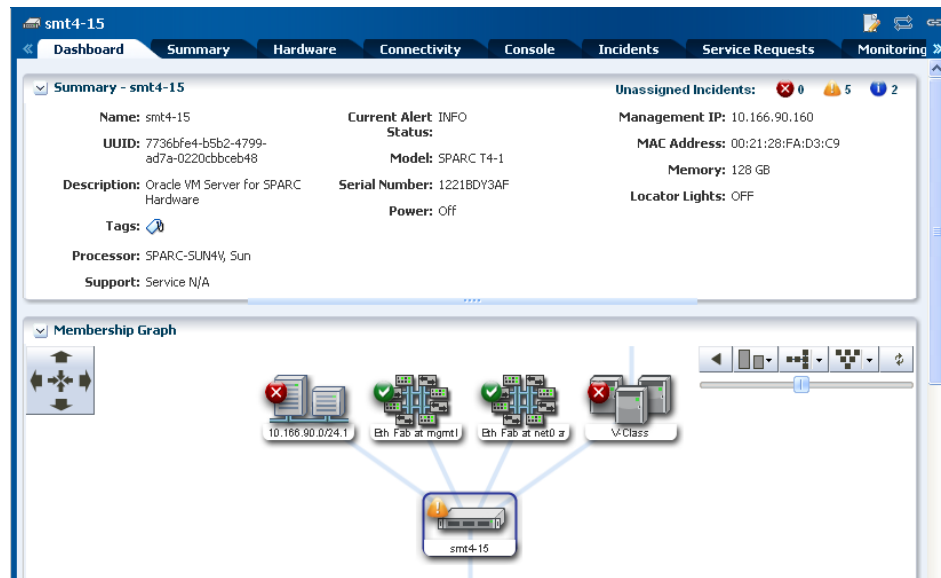 smt4-15
Dashboard Summary Hardware Connectivity Console Incidents Service Requests Monitoring
Summary - smt4-15
Unassigned Incidents: 0 5 2
Name: smt4-15
UUID: 7736bfe4-b5b2-4799-
ad7a-0220cbbceb48
Description: Oracle VM Server for SPARC
Hardware
Tags:
Processor: SPARC-SUN4V, Sun
Support: Service N/A
Current Alert INFO
Status:
Model: SPARC T4-1
Serial Number: 1221BDY3AF
Power: Off
Management IP: 10.166.90.160
MAC Address: 00:21:28:FA:D3:C9
Memory: 128 GB
Locator Lights: OFF
Membership Graph
10.166.90.0/24.1
Eth Fab at mgmtl
Eth Fab at net0 a
V-Class
smt4-15